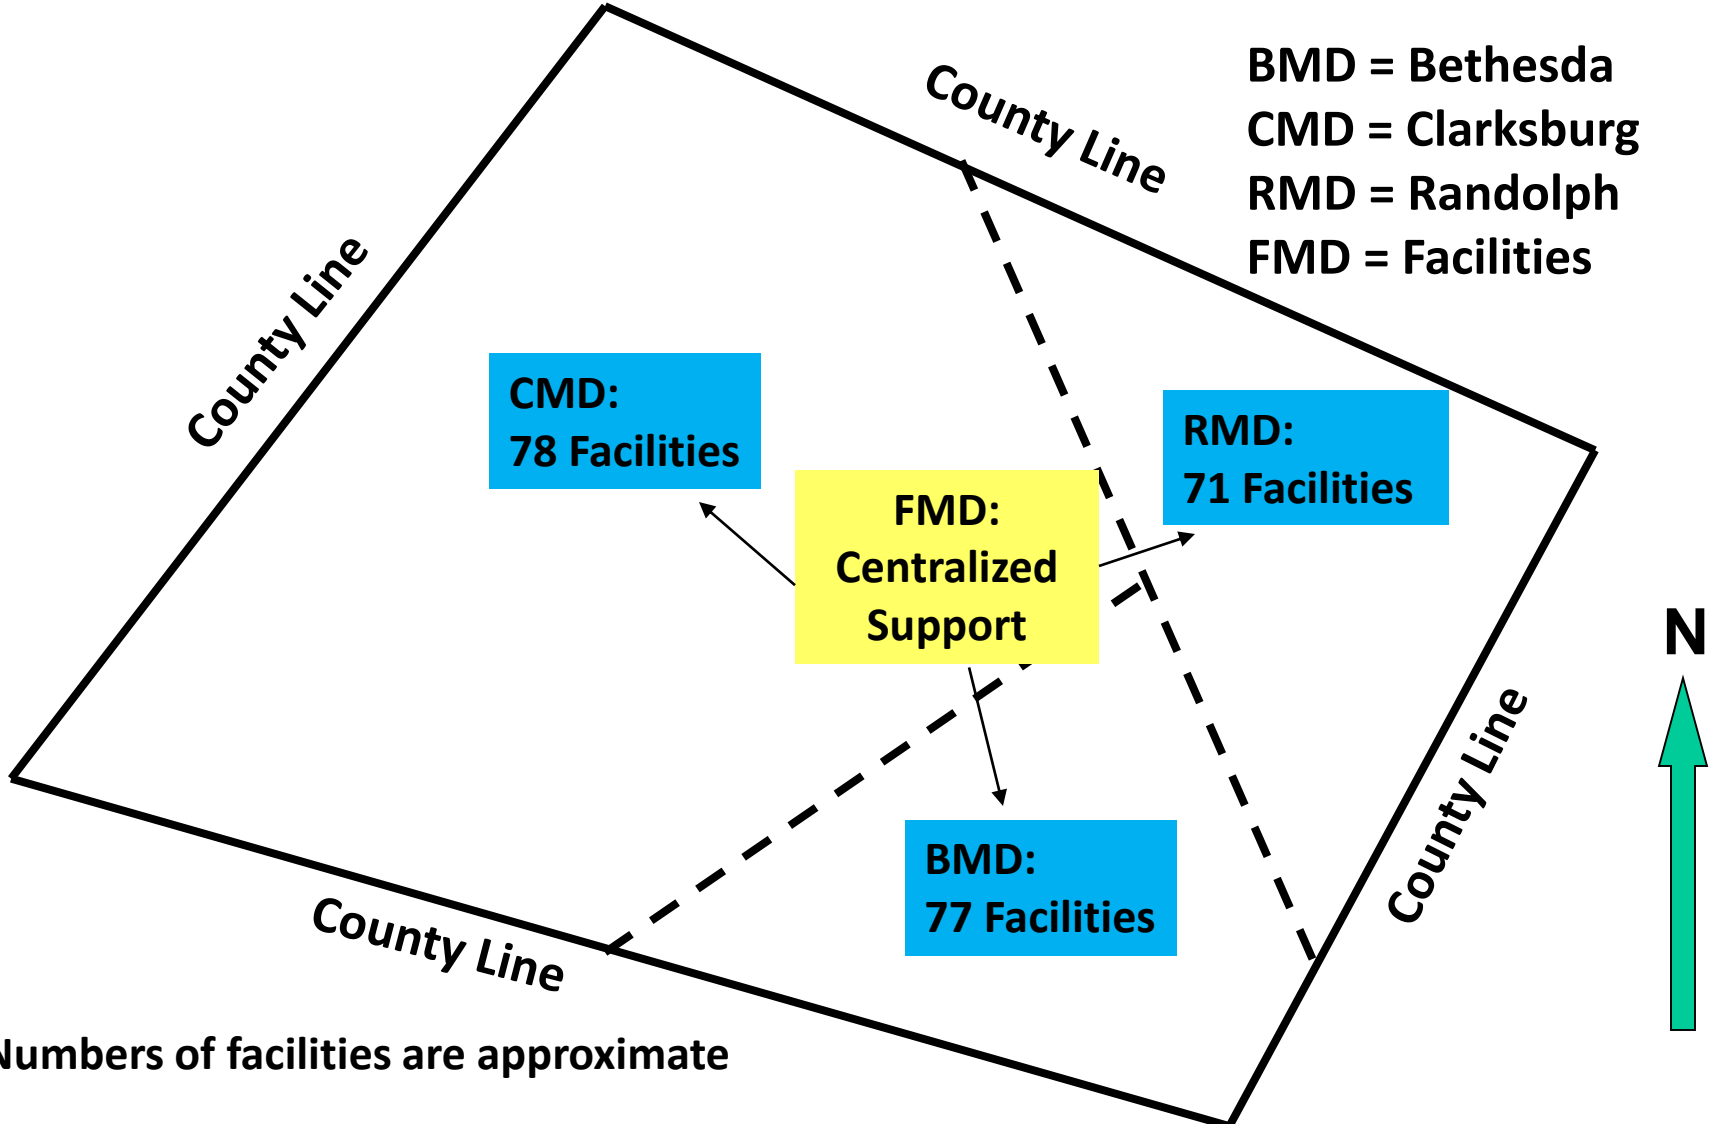 County Line
BMD = Bethesda
CMD = Clarksburg
RMD = Randolph
FMD = Facilities
County Line
CMD:
78 Facilities
RMD:
71 Facilities
FMD:
Centralized
Support
N
County Line
BMD:
77 Facilities
County Line
Numbers of facilities are approximate